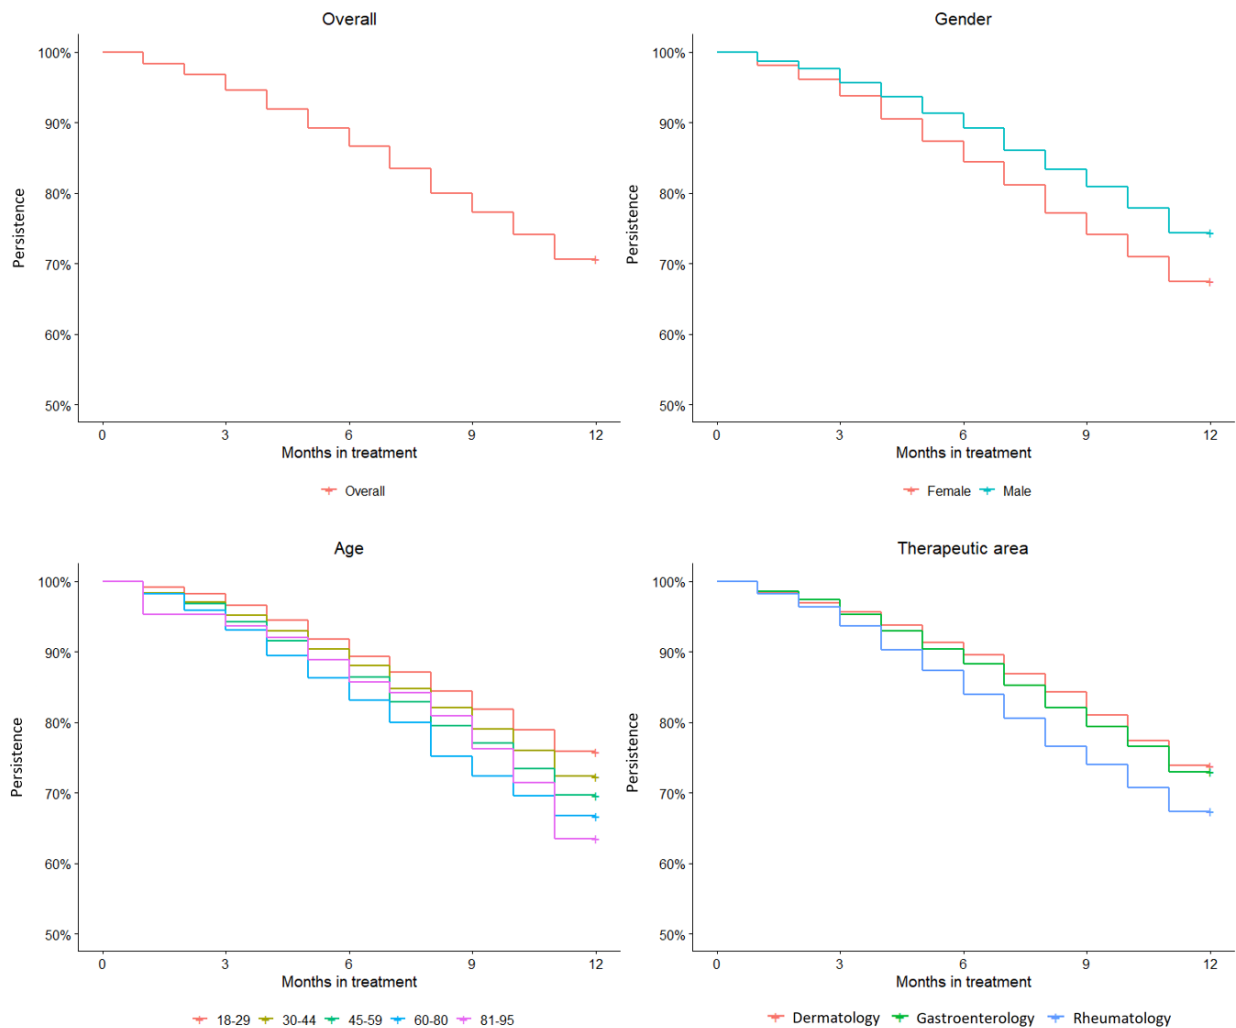 Overall
100%
90%
80%
70%
60%
50%
Persistence
0 3 6 9 12
Months in treatment
Overall
Gender
100%
90%
80%
70%
60%
50%
Persistence
0 3 6 9 12
Months in treatment
Female Male
Age
100%
90%
80%
70%
60%
50%
Persistence
0 3 6 9 12
Months in treatment
18-29 30-44 45-59 60-80 81-95
Therapeutic area
100%
90%
80%
70%
60%
50%
Persistence
0 3 6 9 12
Months in treatment
Dermatology Gastroenterology Rheumatology